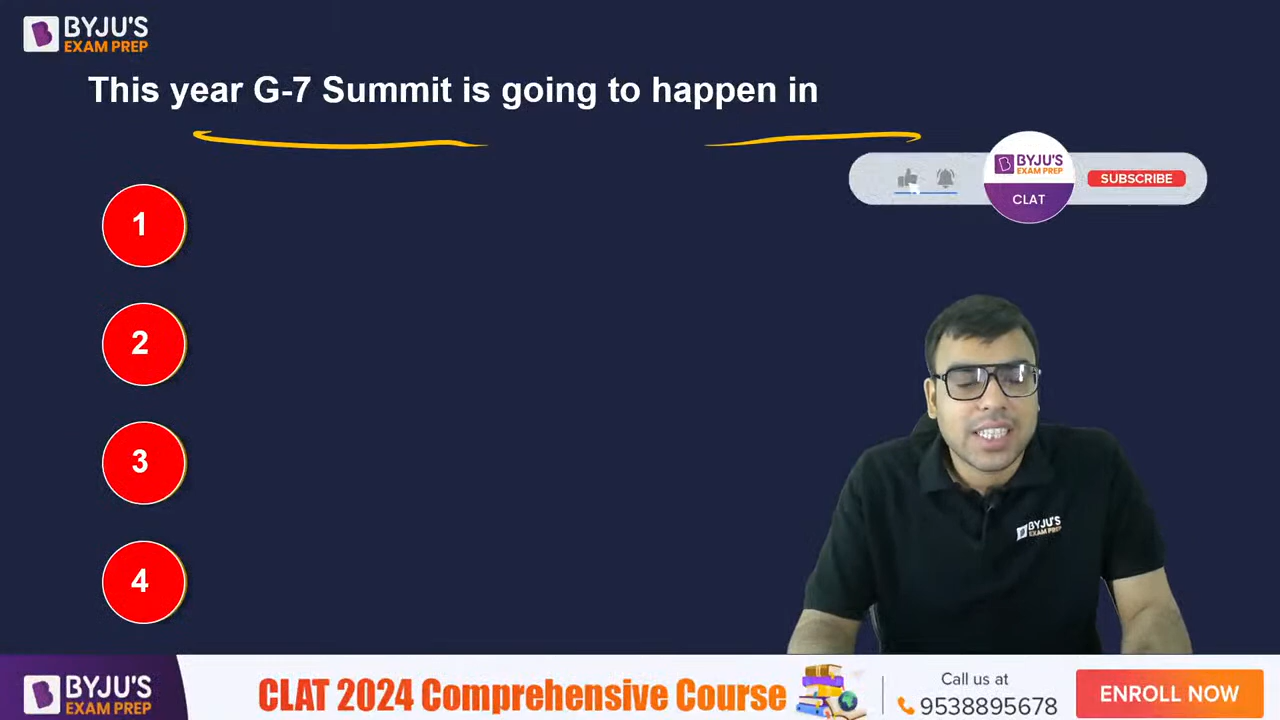 BYJU'S
EXAM PREP
This year G-7 Summit is going to happen in
BYJU'S
EXAM PREP
SUBSCRIBE
CLAT
1
2
3
4
BYJU'S
EXAM PREP
BYJU'S
EXAM PREP
CLAT 2024 Comprehensive Course
Call us at
9538895678
ENROLL NOW